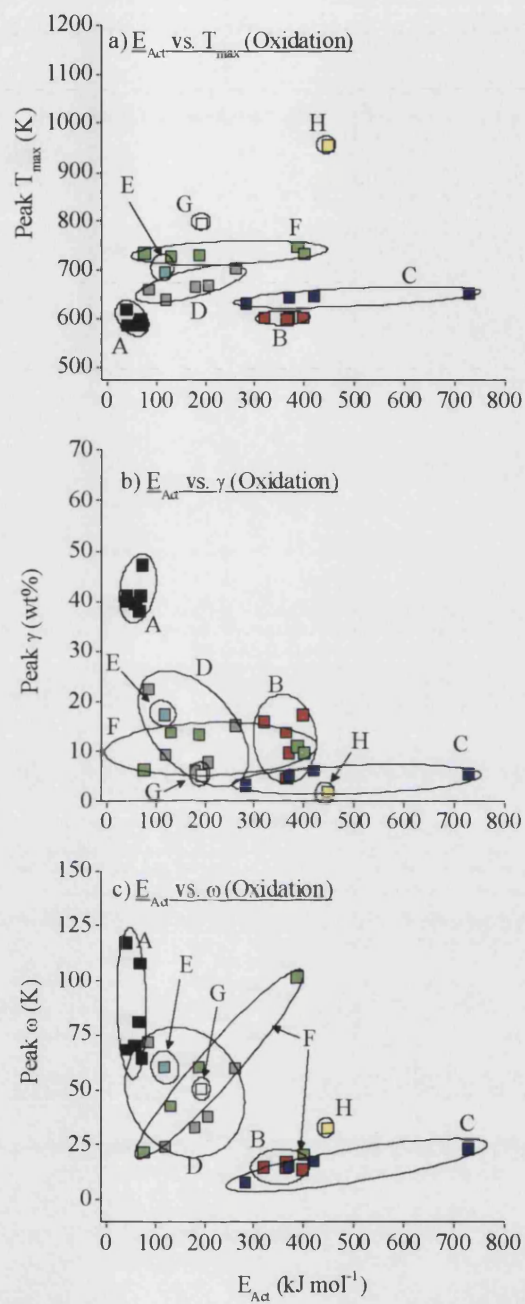 a) E_Act vs. T_max (Oxidation)
Peak T_max (K)
1200
1100
1000
900
800
700
600
500
H
E
G
F
C
D
A
B
0 100 200 300 400 500 600 700 800
b) E_Act vs. γ (Oxidation)
Peak γ (wt%)
70
60
50
40
30
20
10
0
A
D
E
B
F
H
C
G
0 100 200 300 400 500 600 700 800
c) E_Act vs. ω (Oxidation)
Peak ω (K)
150
125
100
75
50
25
0
A
E
G
F
H
B
C
D
0 100 200 300 400 500 600 700 800
E_Act (kJ mol⁻¹)